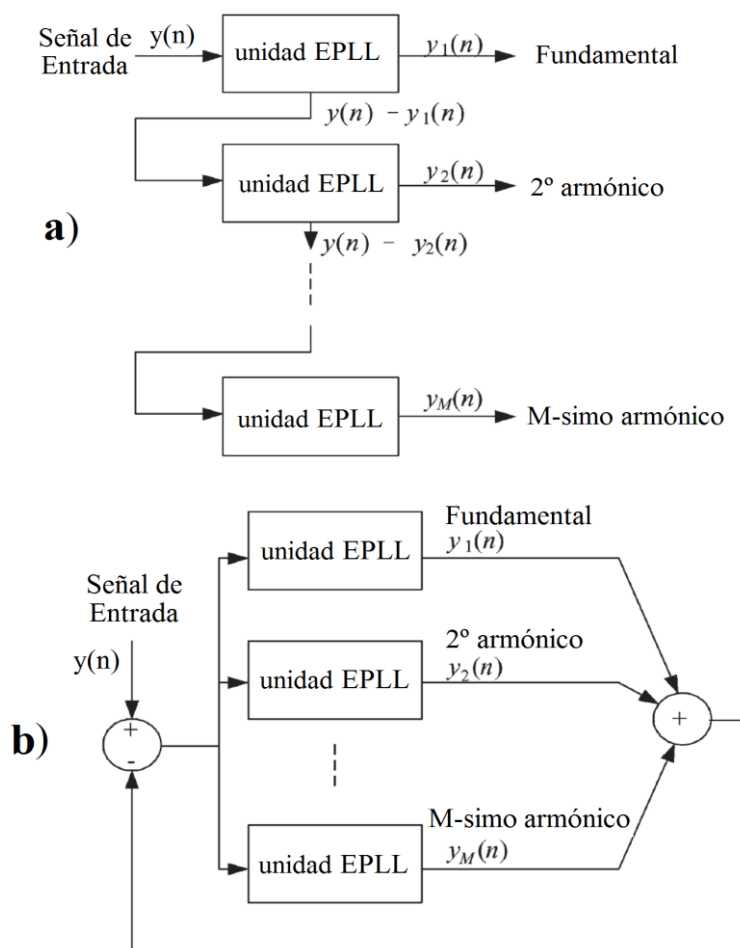 Señal de
Entrada
y(n)
unidad EPLL
y1(n)
Fundamental
y(n) - y1(n)
unidad EPLL
y2(n)
2º armónico
a)
y(n) - y2(n)
unidad EPLL
yM(n)
M-simo armónico
Fundamental
unidad EPLL
y1(n)
Señal de
Entrada
2º armónico
y(n)
unidad EPLL
y2(n)
b)
+
-
+
M-simo armónico
unidad EPLL
yM(n)